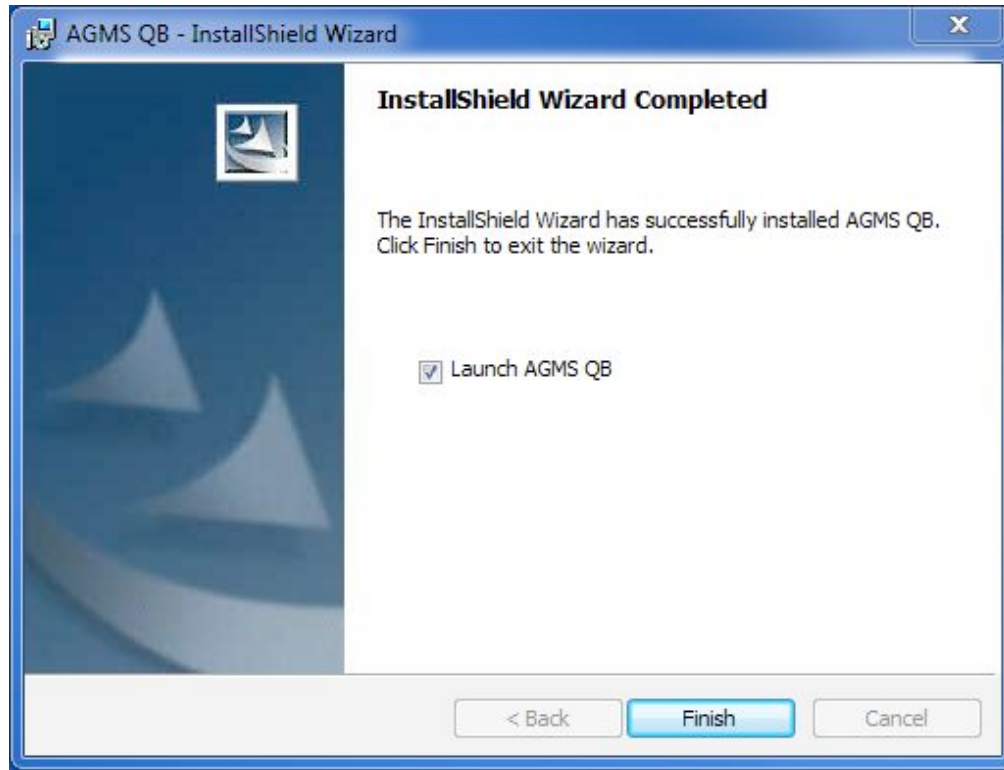 AGMS QB - InstallShield Wizard
X
InstallShield Wizard Completed
The InstallShield Wizard has successfully installed AGMS QB.
Click Finish to exit the wizard.
Launch AGMS QB
< Back Finish Cancel